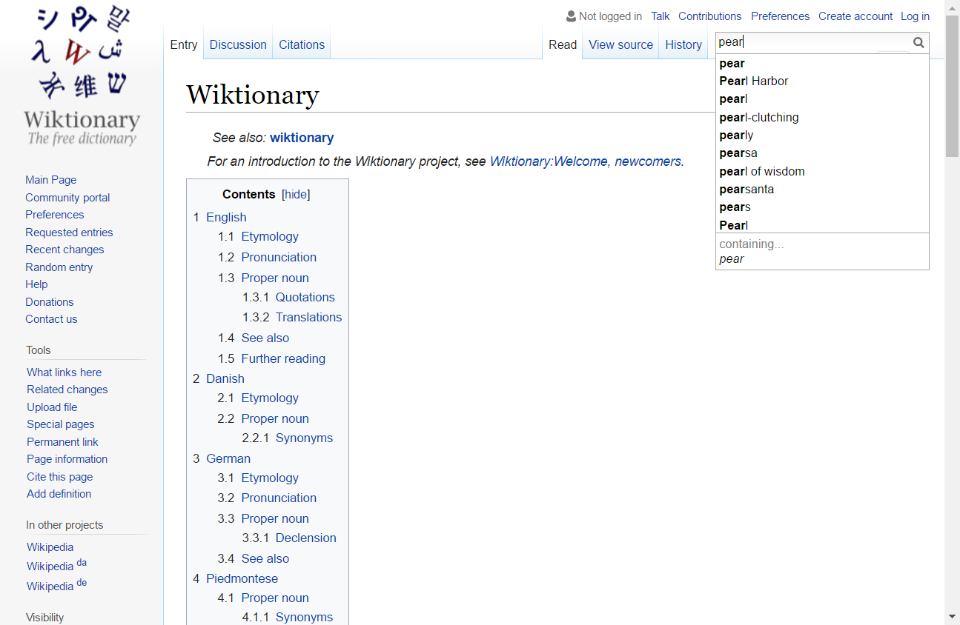 Wiktionary
The free dictionary
Main Page
Community portal
Preferences
Requested entries
Recent changes
Random entry
Help
Donations
Contact us
Tools
What links here
Related changes
Upload file
Special pages
Permanent link
Page information
Cite this page
Add definition
In other projects
Wikipedia
Wikipedia da
Wikipedia de
Visibility
Not logged in Talk Contributions Preferences Create account Log in
Entry Discussion Citations Read View source History
pear
pear
Pearl Harbor
pearl
pearl-clutching
pearly
pearsa
pearl of wisdom
pearsanta
pears
Pearl
containing...
pear
Wiktionary
See also: wiktionary
For an introduction to the Wiktionary project, see Wiktionary:Welcome, newcomers.
Contents [hide]
1 English
1.1 Etymology
1.2 Pronunciation
1.3 Proper noun
1.3.1 Quotations
1.3.2 Translations
1.4 See also
1.5 Further reading
2 Danish
2.1 Etymology
2.2 Proper noun
2.2.1 Synonyms
3 German
3.1 Etymology
3.2 Pronunciation
3.3 Proper noun
3.3.1 Declension
3.4 See also
4 Piedmontese
4.1 Proper noun
4.1.1 Synonyms